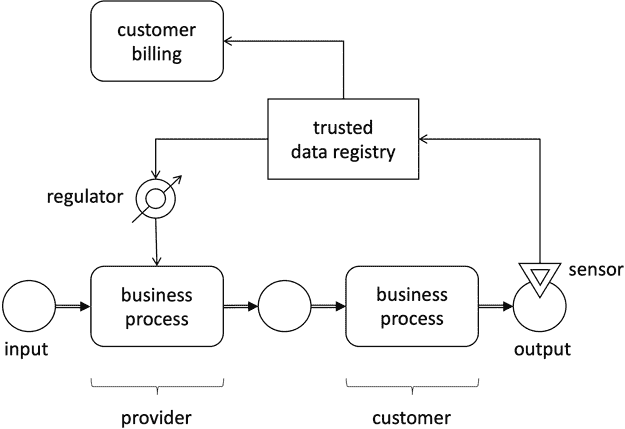 customer
billing
trusted
data registry
regulator
sensor
business
process
business
process
input
output
provider
customer